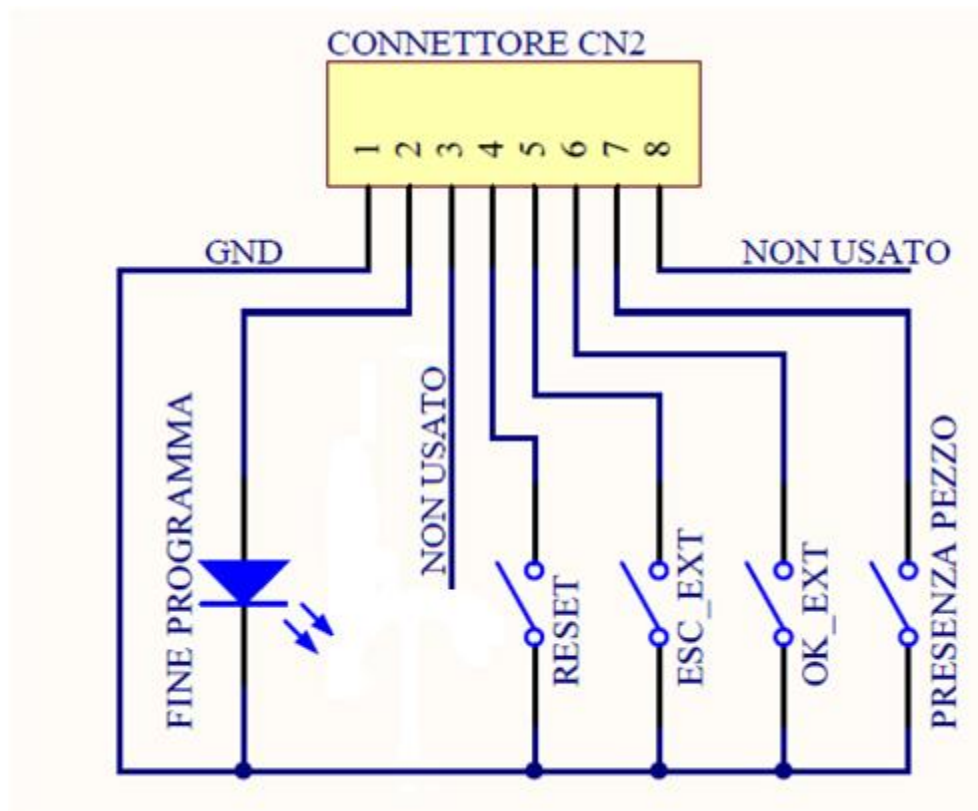 CONNETTORE CN2
1 2 3 4 5 6 7 8
GND
NON USATO
FINE PROGRAMMA
NON USATO
RESET
ESC_EXT
OK_EXT
PRESENZA PEZZO